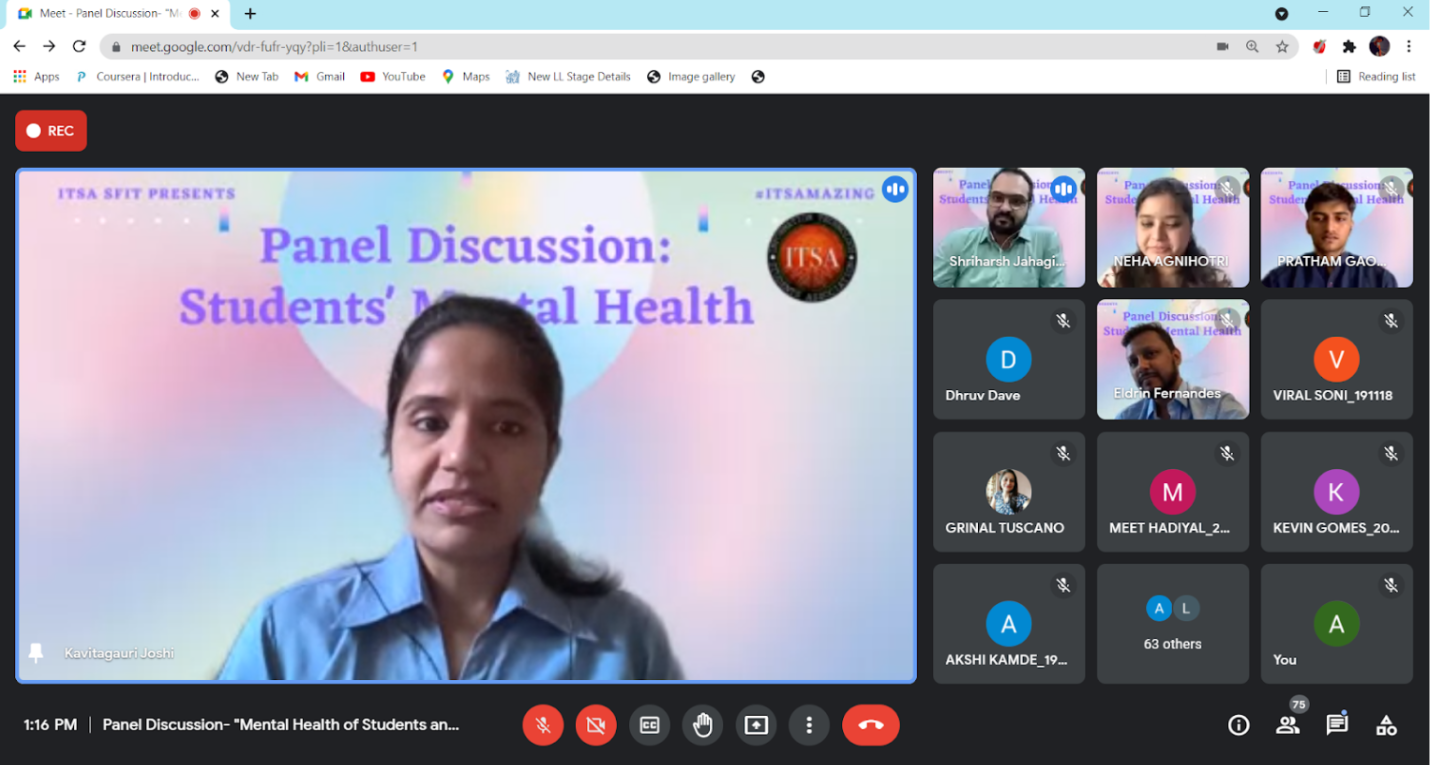 Meet - Panel Discussion- "Me
meet.google.com/vdr-fufr-yqy?pli=1&authuser=1
Apps
Coursera | Introduc...
New Tab
Gmail
YouTube
Maps
New LL Stage Details
Image gallery
Reading list
REC
ITSA SFIT PRESENTS
#ITSAMAZING
Panel Discussion:
Students' M tal Health
ITSA
Kavitagauri Joshi
Shriharsh Jahagi...
NEHA AGNIHOTRI
PRATHAM GAO...
D
Dhruv Dave
Panel Discussion:
Eldrin Fernandes
V
VIRAL SONI_191118
GRINAL TUSCANO
M
MEET HADIYAL_2...
K
KEVIN GOMES_20...
A
AKSHI KAMDE_19...
A L
63 others
A
You
1:16 PM | Panel Discussion- "Mental Health of Students an...
CC
75